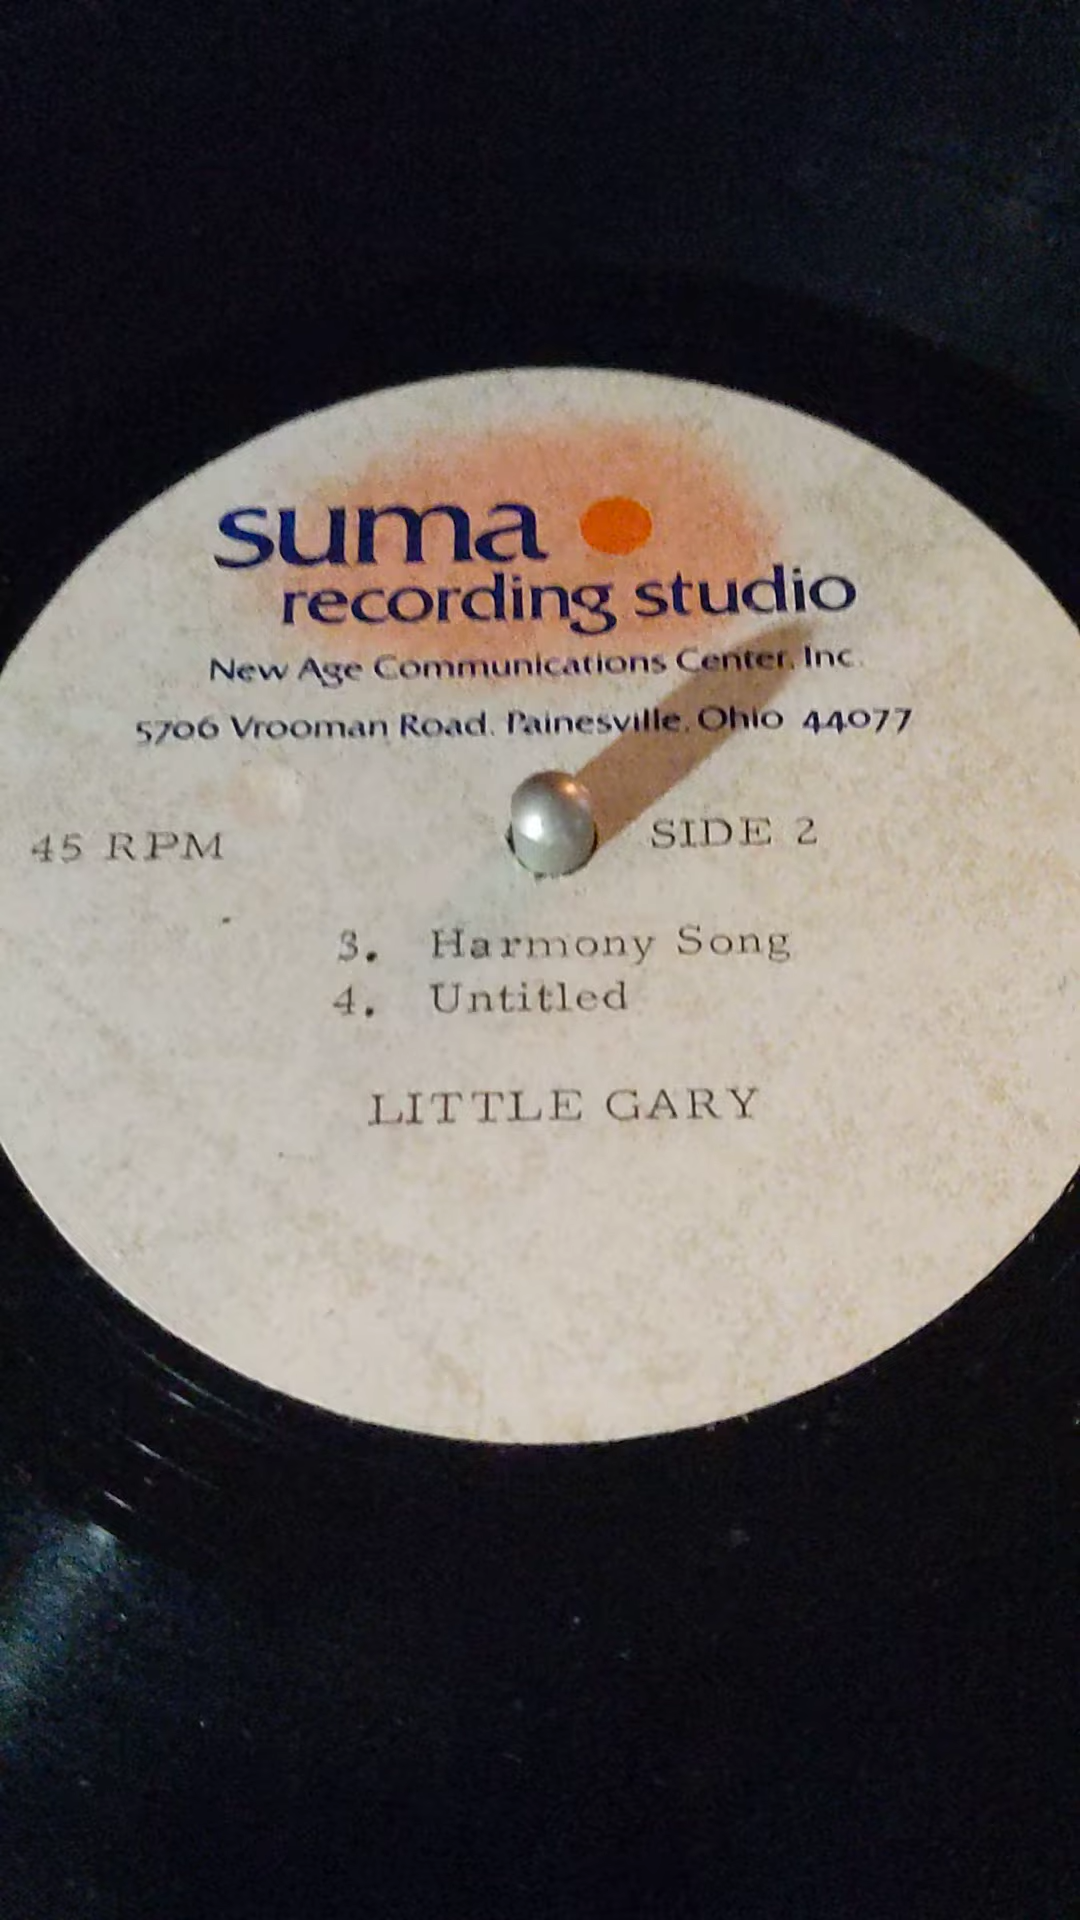 suma
recording studio
New Age Communications Center, Inc.
5706 Vrooman Road, Painesville, Ohio 44077
45 RPM SIDE 2
3. Harmony Song
4. Untitled
LITTLE GARY